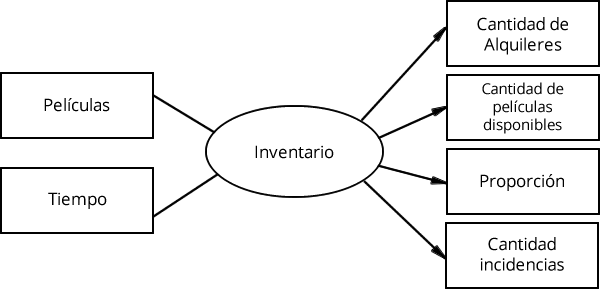 Películas
Tiempo
Inventario
Cantidad de
Alquileres
Cantidad de
películas
disponibles
Proporción
Cantidad
incidencias